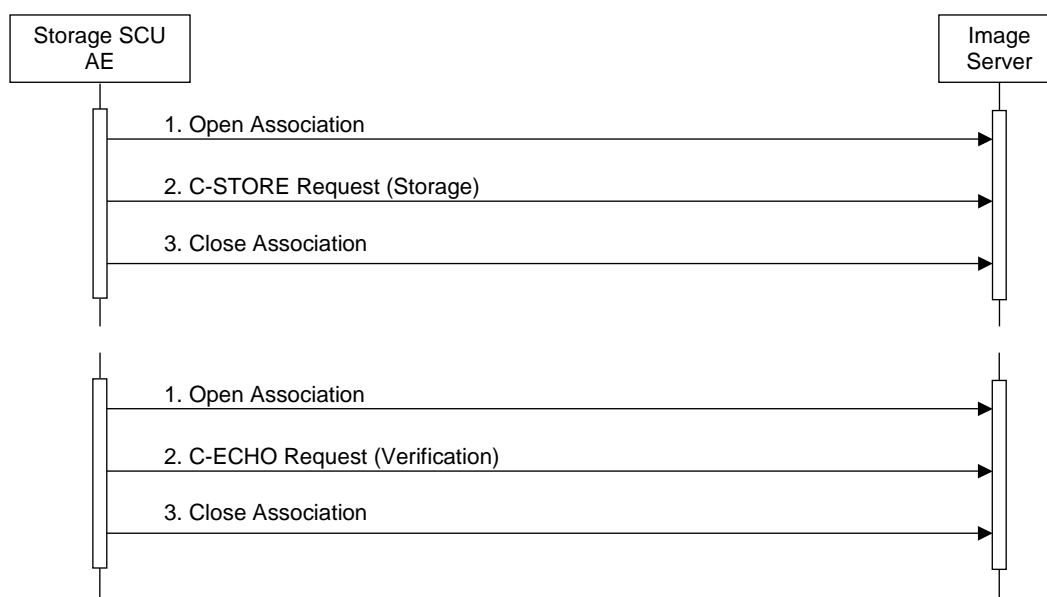 Storage SCU
AE
Image
Server
1. Open Association
2. C-STORE Request (Storage)
3. Close Association
1. Open Association
2. C-ECHO Request (Verification)
3. Close Association